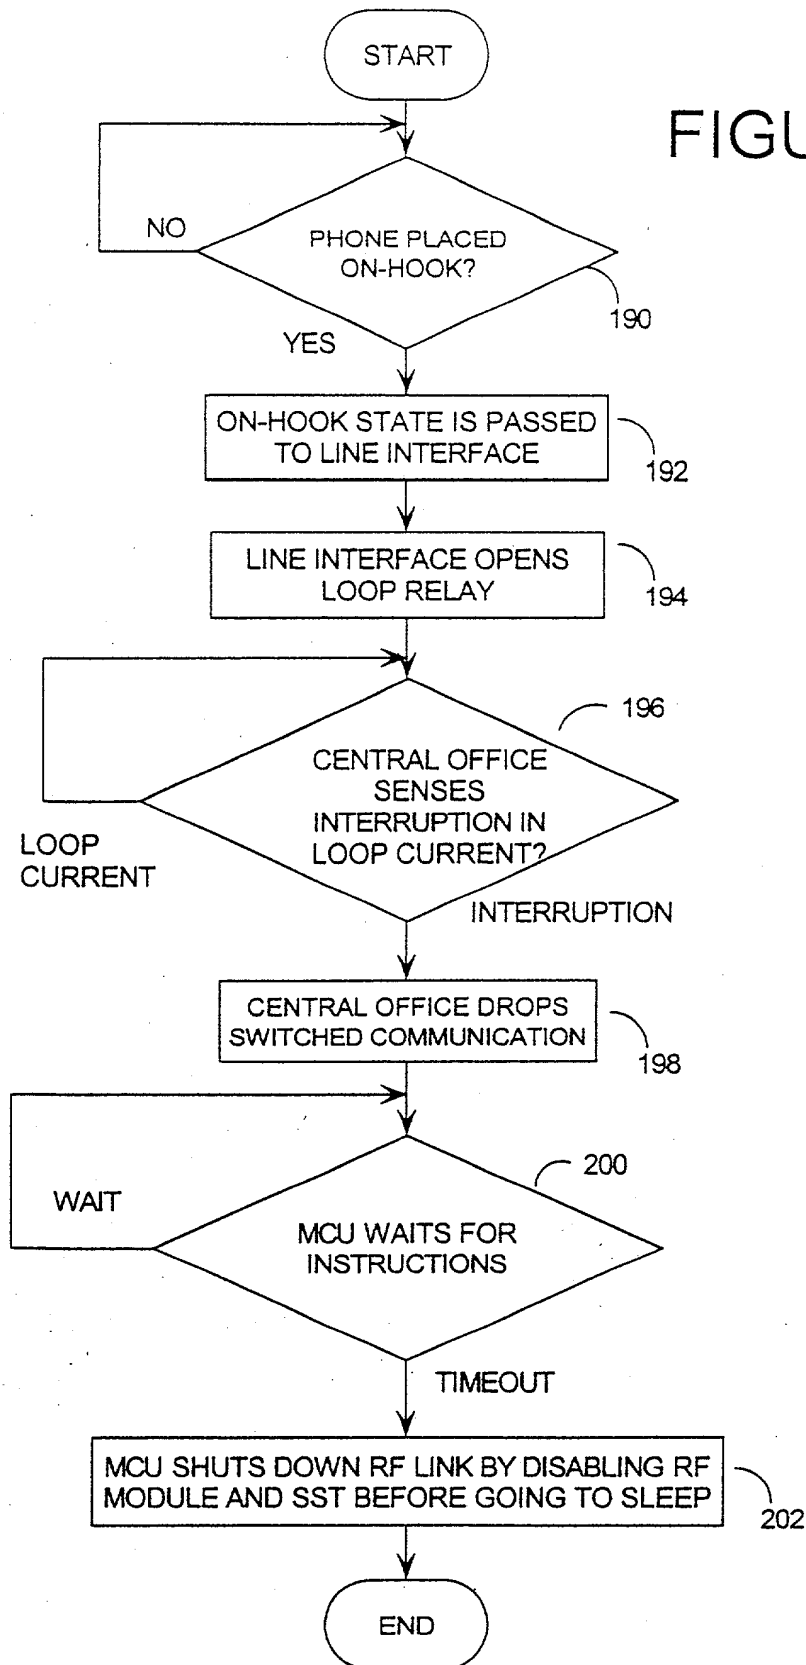 START
FIGU
NO
PHONE PLACED
ON-HOOK?
190
YES
ON-HOOK STATE IS PASSED
TO LINE INTERFACE
192
LINE INTERFACE OPENS
LOOP RELAY
194
196
CENTRAL OFFICE
SENSES
INTERRUPTION IN
LOOP CURRENT?
LOOP
CURRENT
INTERRUPTION
CENTRAL OFFICE DROPS
SWITCHED COMMUNICATION
198
200
WAIT
MCU WAITS FOR
INSTRUCTIONS
TIMEOUT
MCU SHUTS DOWN RF LINK BY DISABLING RF
MODULE AND SST BEFORE GOING TO SLEEP
202
END